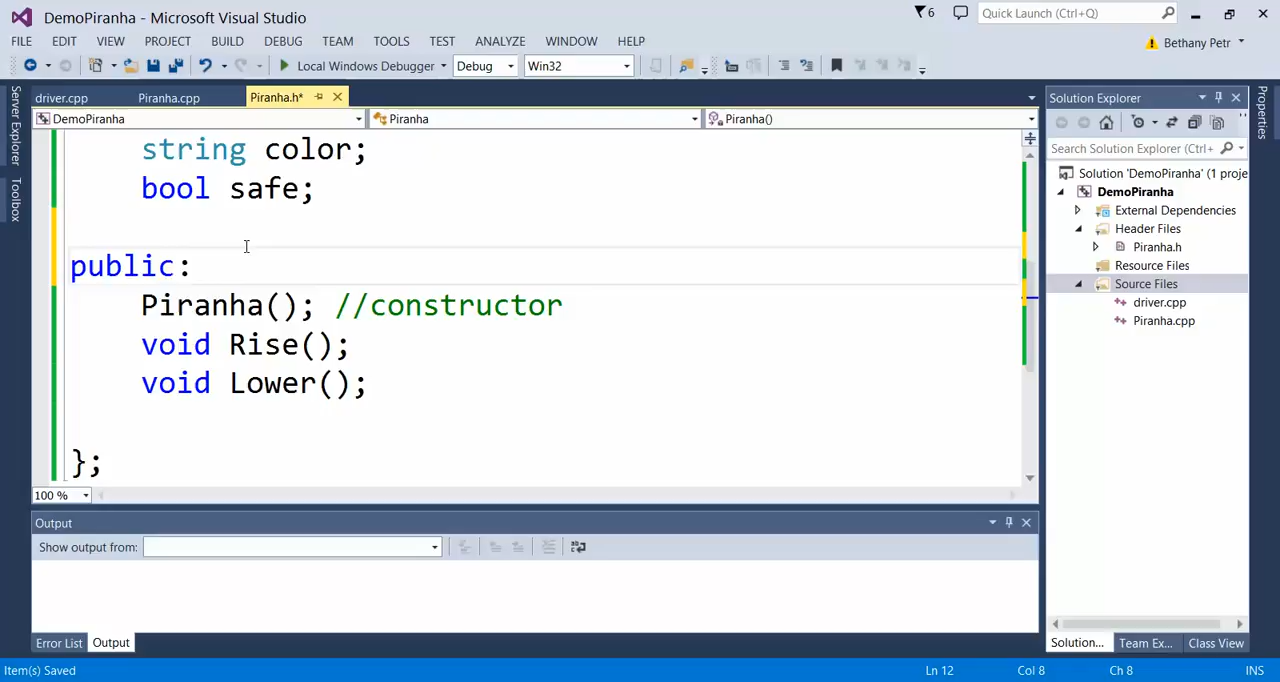 DemoPiranha - Microsoft Visual Studio
6
Quick Launch (Ctrl+Q)
FILE EDIT VIEW PROJECT BUILD DEBUG TEAM TOOLS TEST ANALYZE WINDOW HELP
Bethany Petr
Local Windows Debugger Debug Win32
Server Explorer
Toolbox
driver.cpp Piranha.cpp Piranha.h*
DemoPiranha Piranha Piranha()
string color;
bool safe;
public:
Piranha(); //constructor
void Rise();
void Lower();
};
100 %
Output
Show output from:
Error List Output
Solution Explorer
Search Solution Explorer (Ctrl+
Solution 'DemoPiranha' (1 proje
DemoPiranha
External Dependencies
Header Files
Piranha.h
Resource Files
Source Files
driver.cpp
Piranha.cpp
Solution... Team Ex... Class View
Properties
Item(s) Saved Ln 12 Col 8 Ch 8 INS